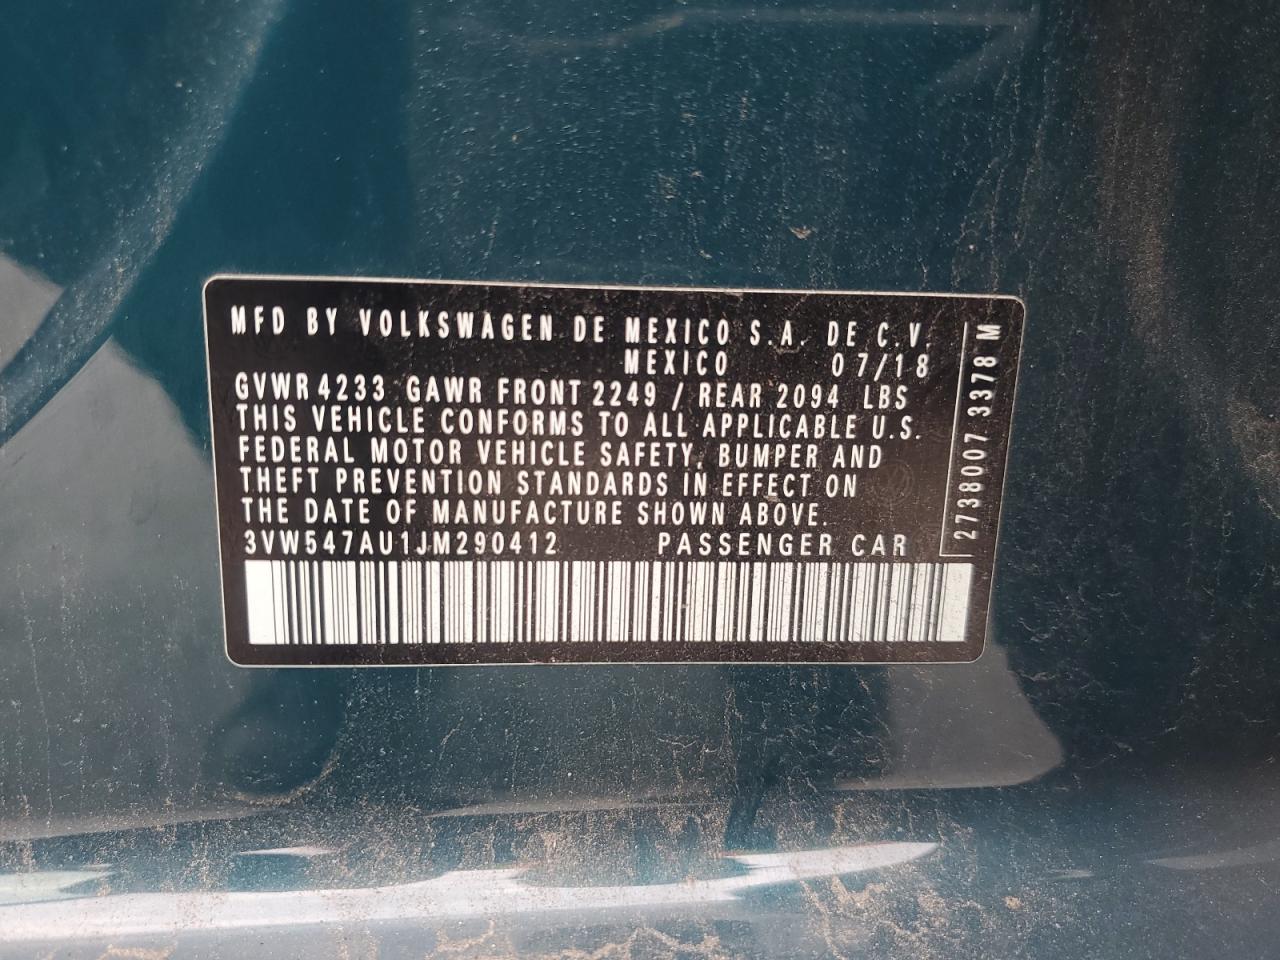 MFD BY VOLKSWAGEN DE MEXICO S.A. DE C.V.
MEXICO 07/18
GVWR 4233 GAWR FRONT 2249 / REAR 2094 LBS
THIS VEHICLE CONFORMS TO ALL APPLICABLE U.S.
FEDERAL MOTOR VEHICLE SAFETY, BUMPER AND
THEFT PREVENTION STANDARDS IN EFFECT ON
THE DATE OF MANUFACTURE SHOWN ABOVE.
3VW547AU1JM290412 PASSENGER CAR
2738007 3378 M